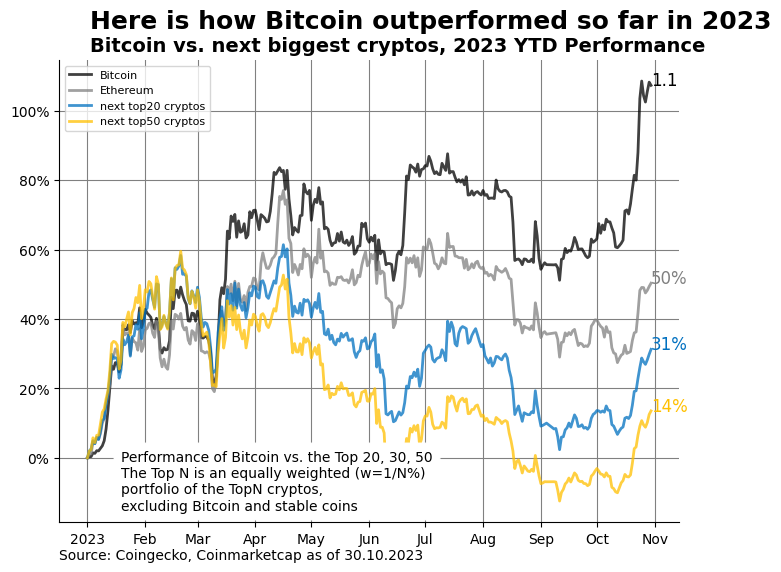 Here is how Bitcoin outperformed so far in 2023
Bitcoin vs. next biggest cryptos, 2023 YTD Performance
Bitcoin
Ethereum
next top20 cryptos
next top50 cryptos
1.1
100%
80%
60%
50%
40%
31%
20%
14%
0%
Performance of Bitcoin vs. the Top 20, 30, 50
The Top N is an equally weighted (w=1/N%)
portfolio of the TopN cryptos,
excluding Bitcoin and stable coins
2023 Feb Mar Apr May Jun Jul Aug Sep Oct Nov
Source: Coingecko, Coinmarketcap as of 30.10.2023